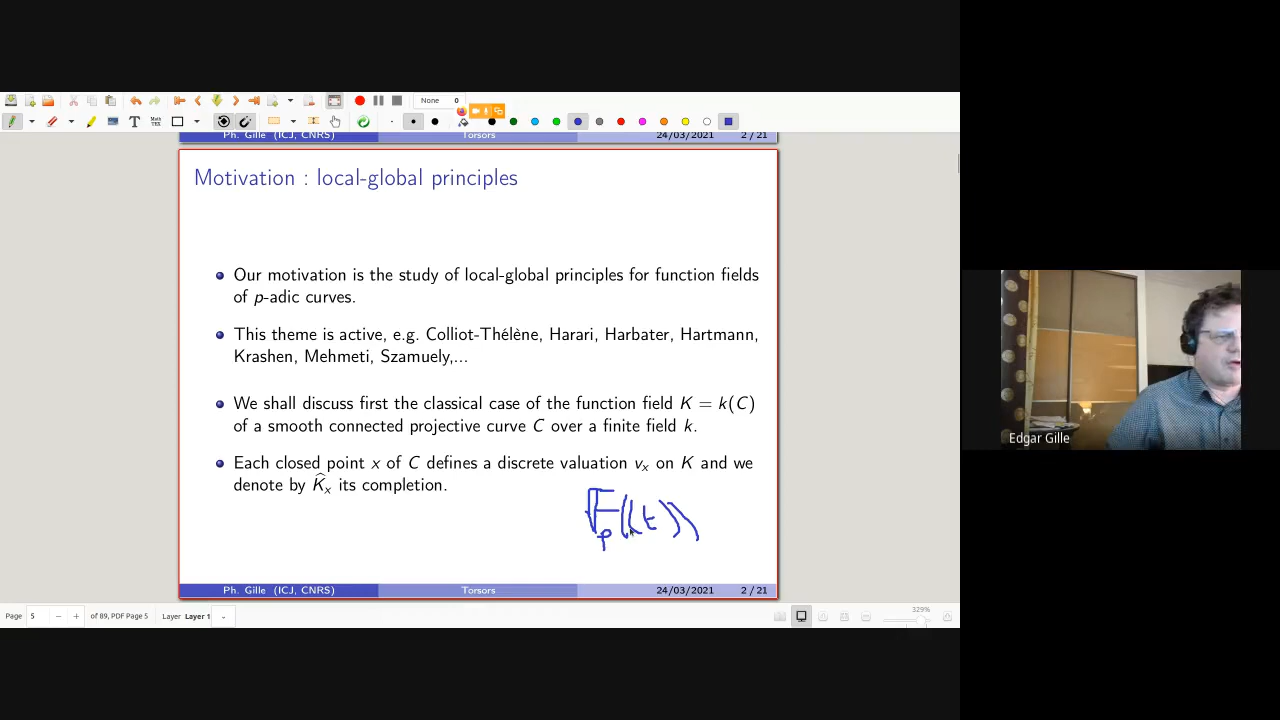 None 0
Ph. Gille (ICJ, CNRS) Torsors 24/03/2021 2 / 21
Motivation : local-global principles
Our motivation is the study of local-global principles for function fields
of p-adic curves.
This theme is active, e.g. Colliot-Thélène, Harari, Harbater, Hartmann,
Krashen, Mehmeti, Szamuely,...
We shall discuss first the classical case of the function field K = k(C)
of a smooth connected projective curve C over a finite field k.
Each closed point x of C defines a discrete valuation v_x on K and we
denote by K̂_x its completion.
𝔽_p((t))
Ph. Gille (ICJ, CNRS) Torsors 24/03/2021 2 / 21
Page 5 of 89, PDF Page 5 Layer Layer 1 329%
Edgar Gille